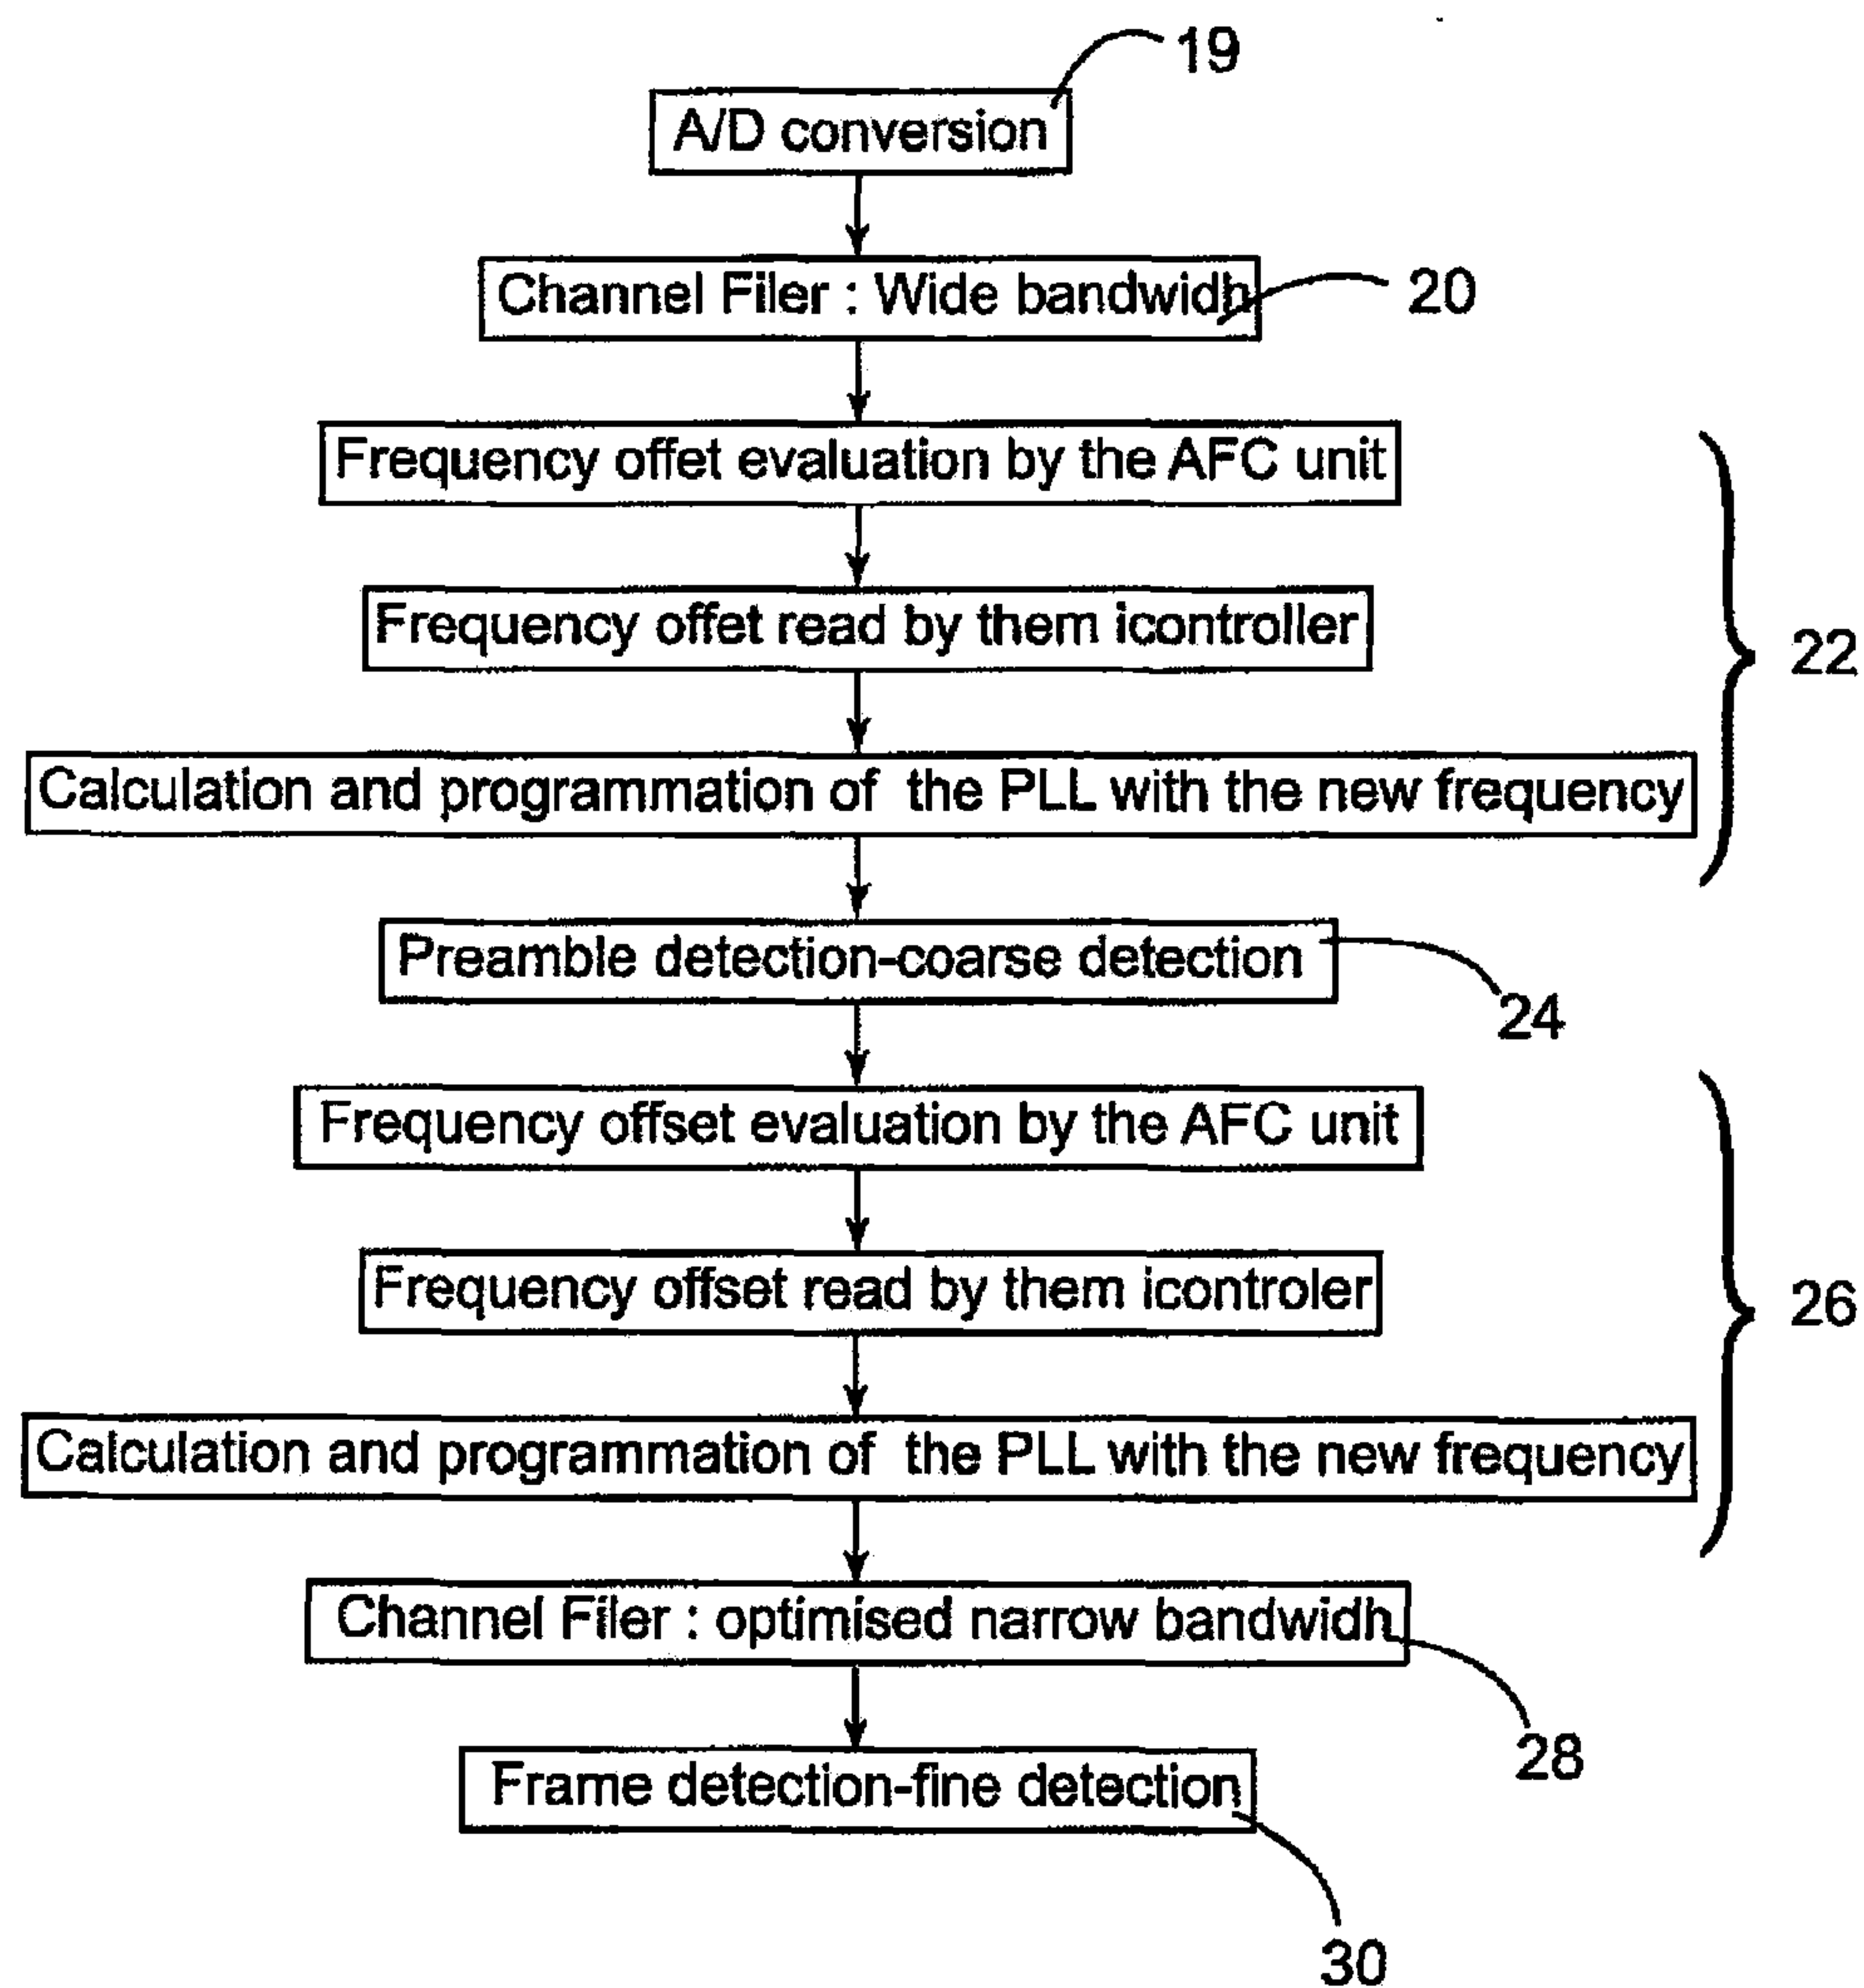 19
A/D conversion
Channel Filer : Wide bandwidh
20
Frequency offet evaluation by the AFC unit
Frequency offet read by them icontroller
22
Calculation and programmation of the PLL with the new frequency
Preamble detection-coarse detection
24
Frequency offset evaluation by the AFC unit
Frequency offset read by them icontroler
26
Calculation and programmation of the PLL with the new frequency
Channel Filer : optimised narrow bandwidh
28
Frame detection-fine detection
30